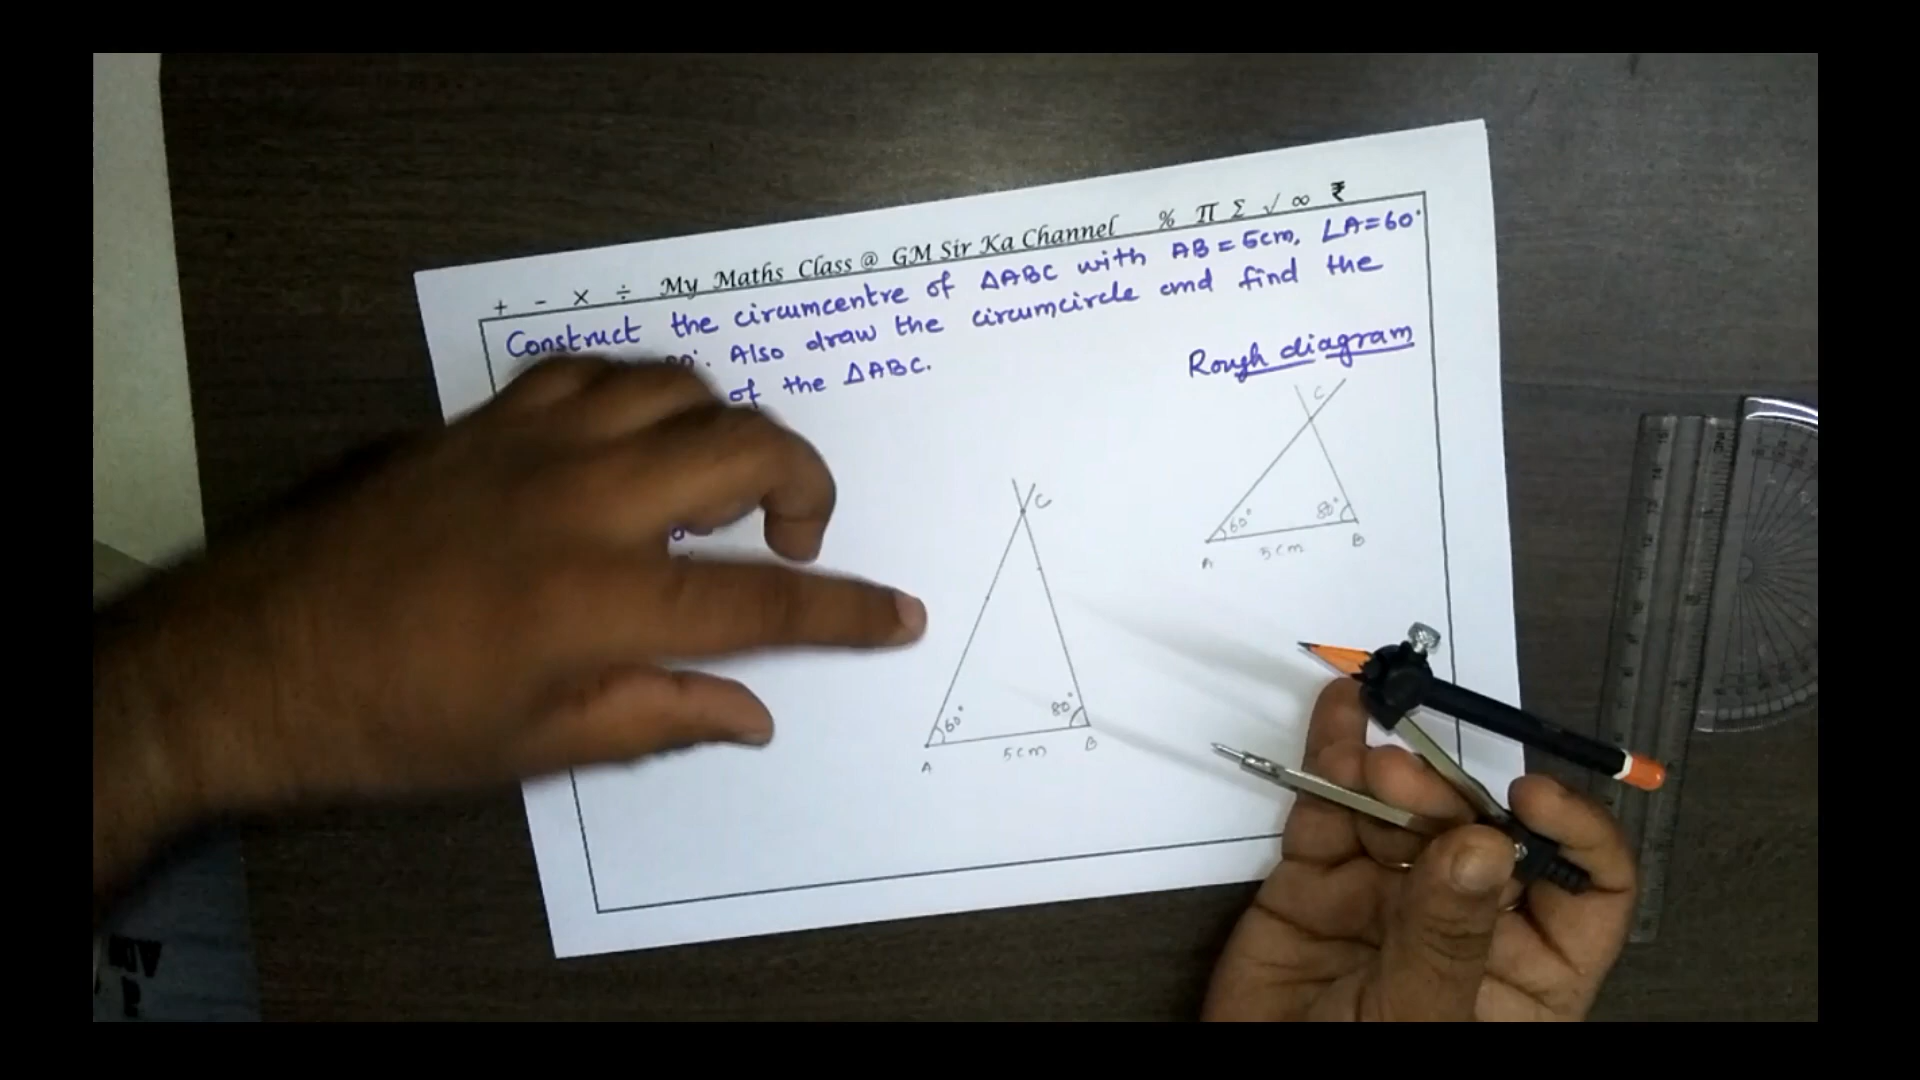 + - × ÷ My Maths Class @ GM Sir Ka Channel % Π Σ √ ∞ ₹
Construct the circumcentre of ΔABC with AB = 5cm, ∠A=60°
80°. Also draw the circumcircle and find the
of the ΔABC.
Rough diagram
C
60°
80°
A
5cm
B
C
60°
80°
A
5cm
B